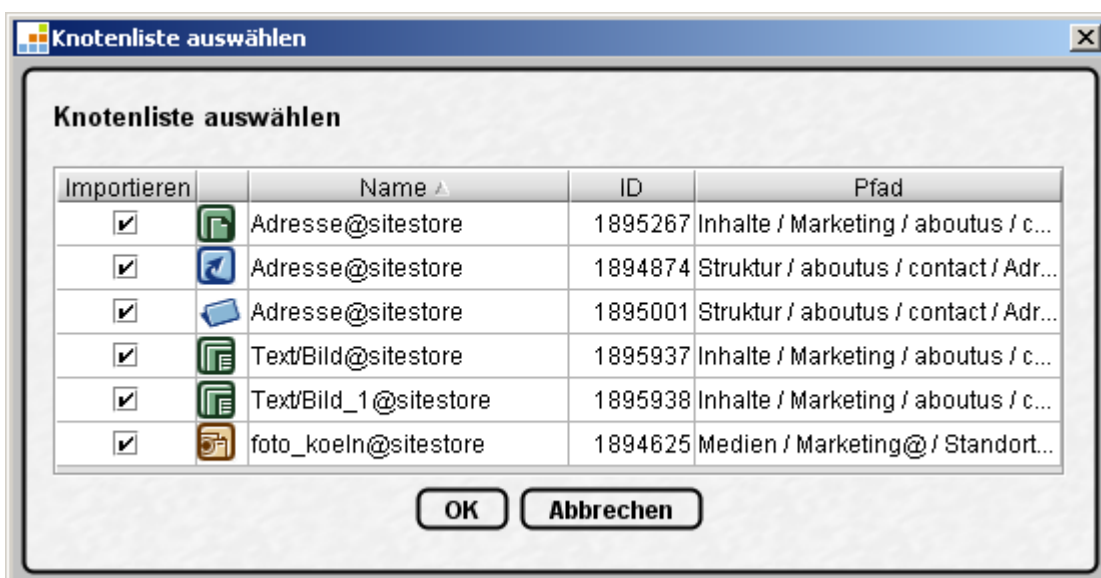 Knotenliste auswählen
Knotenliste auswählen
Importieren Name ID Pfad
Adresse@sitestore 1895267 Inhalte / Marketing / aboutus / c...
Adresse@sitestore 1894874 Struktur / aboutus / contact / Adr...
Adresse@sitestore 1895001 Struktur / aboutus / contact / Adr...
Text/Bild@sitestore 1895937 Inhalte / Marketing / aboutus / c...
Text/Bild_1@sitestore 1895938 Inhalte / Marketing / aboutus / c...
foto_koeln@sitestore 1894625 Medien / Marketing@ / Standort...
OK Abbrechen